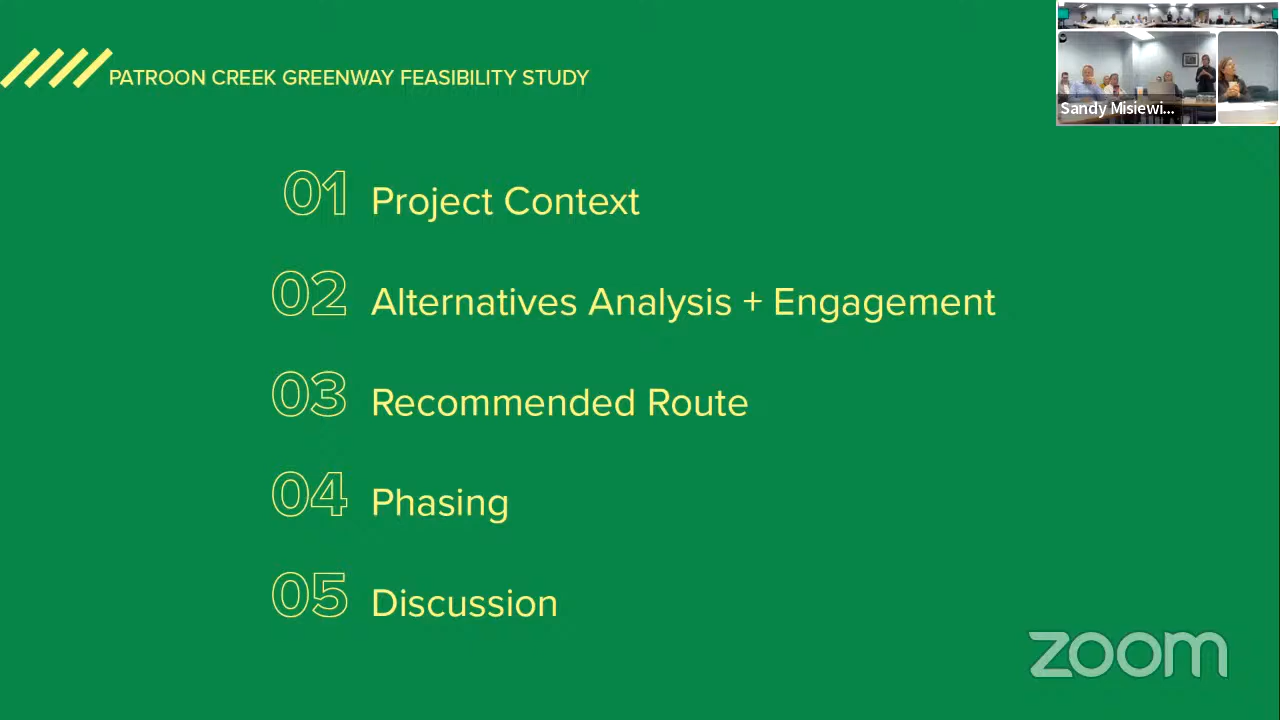 PATROON CREEK GREENWAY FEASIBILITY STUDY
Sandy Misiewi...
01 Project Context
02 Alternatives Analysis + Engagement
03 Recommended Route
04 Phasing
05 Discussion
zoom